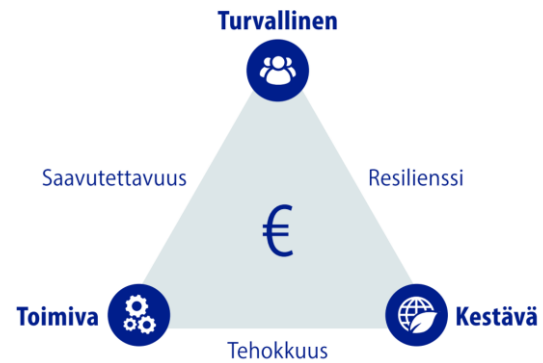 Turvallinen
Saavutettavuus
Resilienssi
€
Toimiva
Kestävä
Tehokkuus